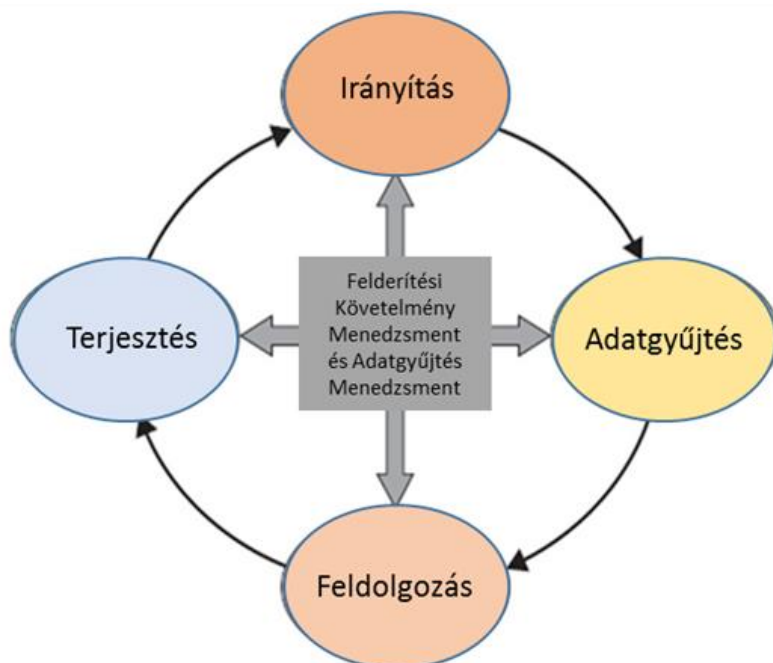 Irányítás
Terjesztés
Felderítési
Követelmény
Menedzsment
és Adatgyűjtés
Menedzsment
Adatgyűjtés
Feldolgozás